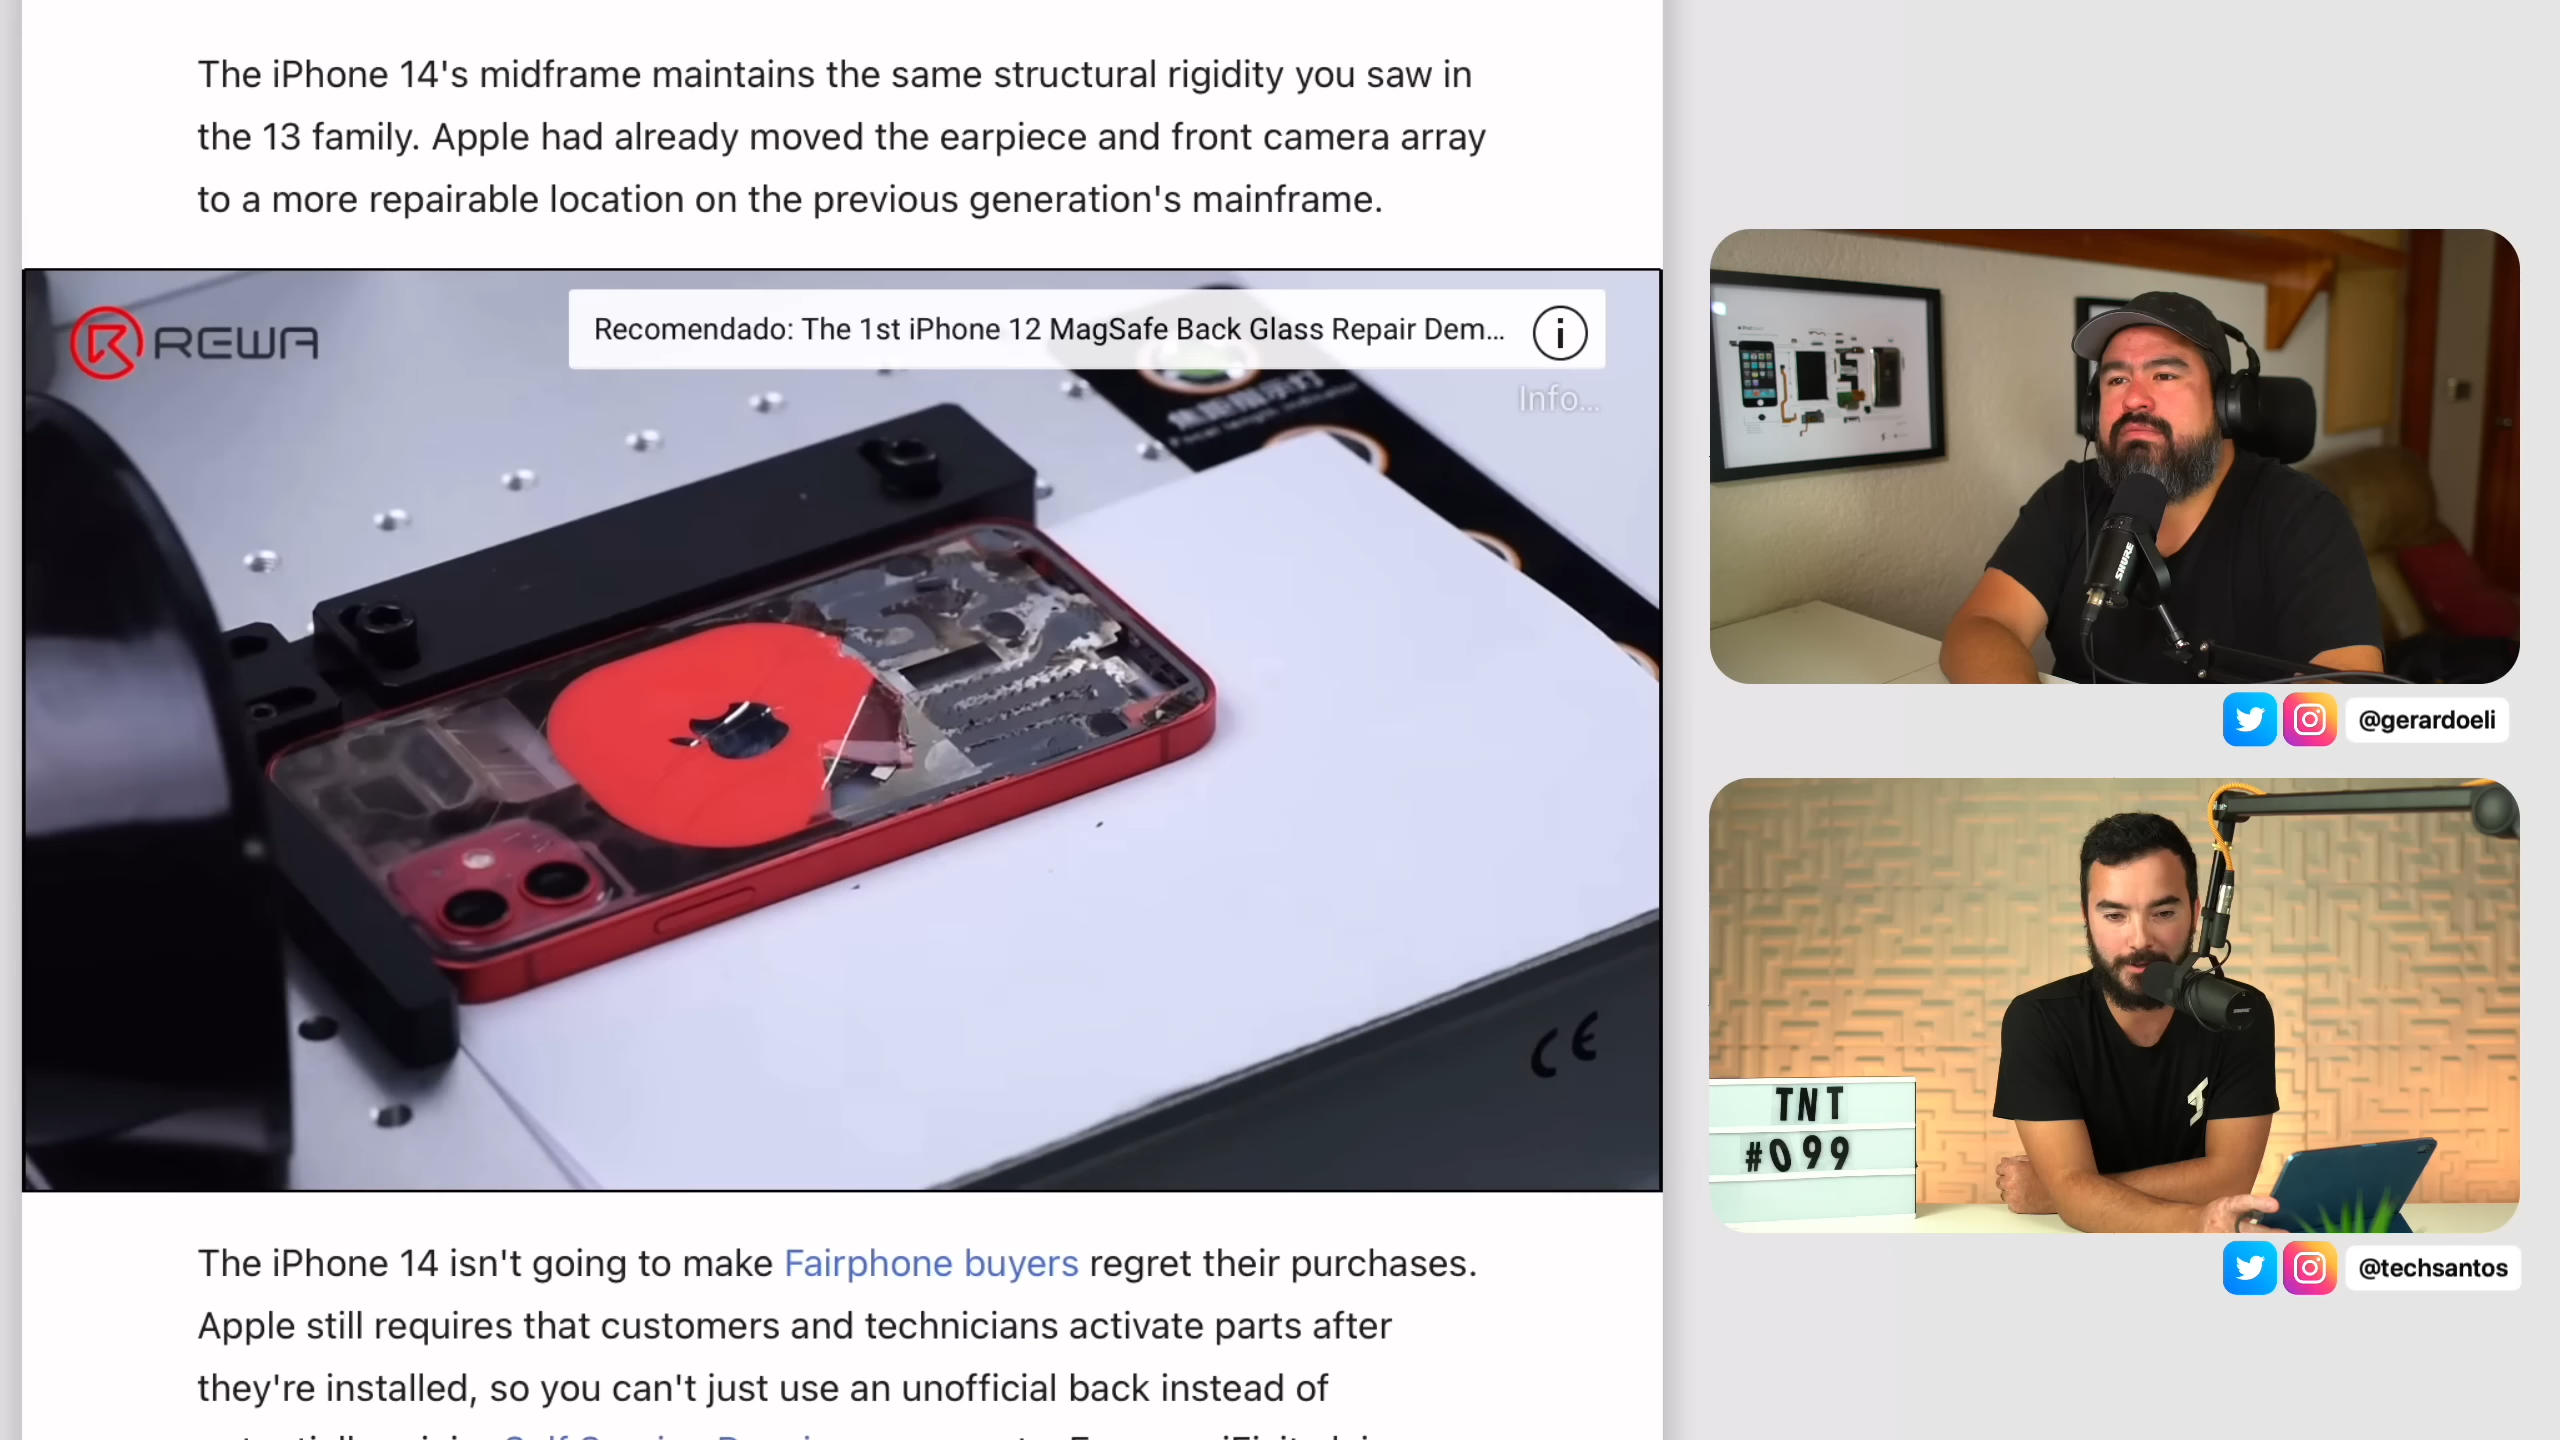 The iPhone 14's midframe maintains the same structural rigidity you saw in
the 13 family. Apple had already moved the earpiece and front camera array
to a more repairable location on the previous generation's mainframe.
REWA
Recomendado: The 1st iPhone 12 MagSafe Back Glass Repair Dem...
Info...
CE
The iPhone 14 isn't going to make Fairphone buyers regret their purchases.
Apple still requires that customers and technicians activate parts after
they're installed, so you can't just use an unofficial back instead of
SHURE
@gerardoeli
TNT
#099
@techsantos